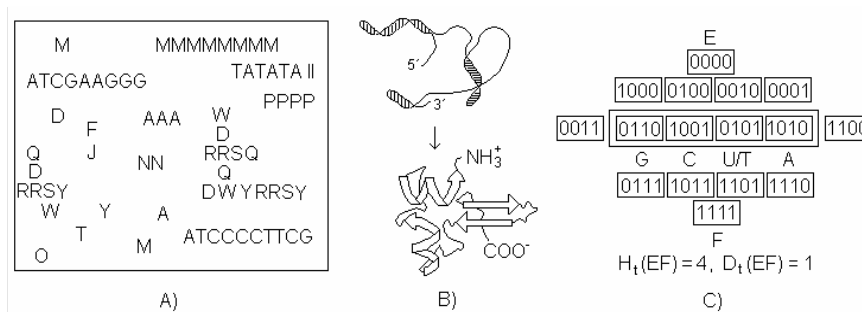 M MMMMMMMM
ATCGAAGGG TATATA II
PPPP
D F AAA W
D
Q J RRSQ
D NN Q
RRSY DWYRRSY
W Y A
T M ATCCCCTTCG
O
A)
5´
3´
NH₃⁺
COO⁻
B)
E
0000
1000 0100 0010 0001
0011 0110 1001 0101 1010 1100
G C U/T A
0111 1011 1101 1110
1111
F
Hₜ(EF) = 4, Dₜ(EF) = 1
C)